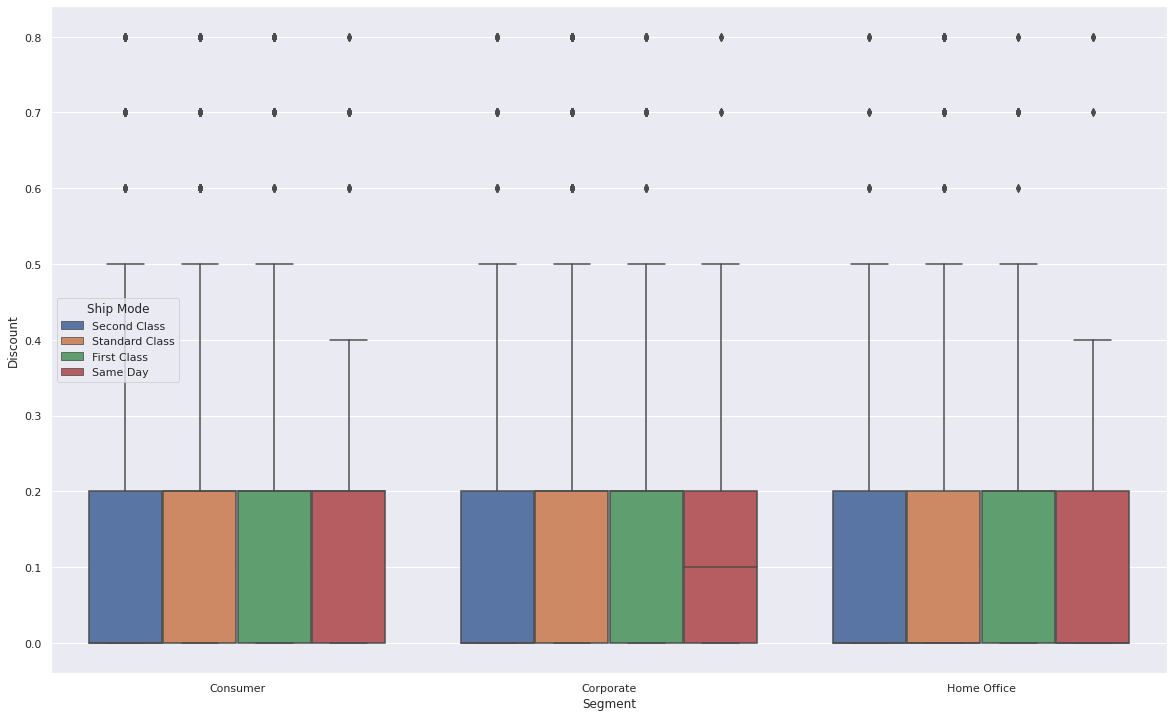 0.8
0.7
0.6
0.5
0.4
0.3
0.2
0.1
0.0
Discount
Ship Mode
Second Class
Standard Class
First Class
Same Day
Consumer
Corporate
Home Office
Segment